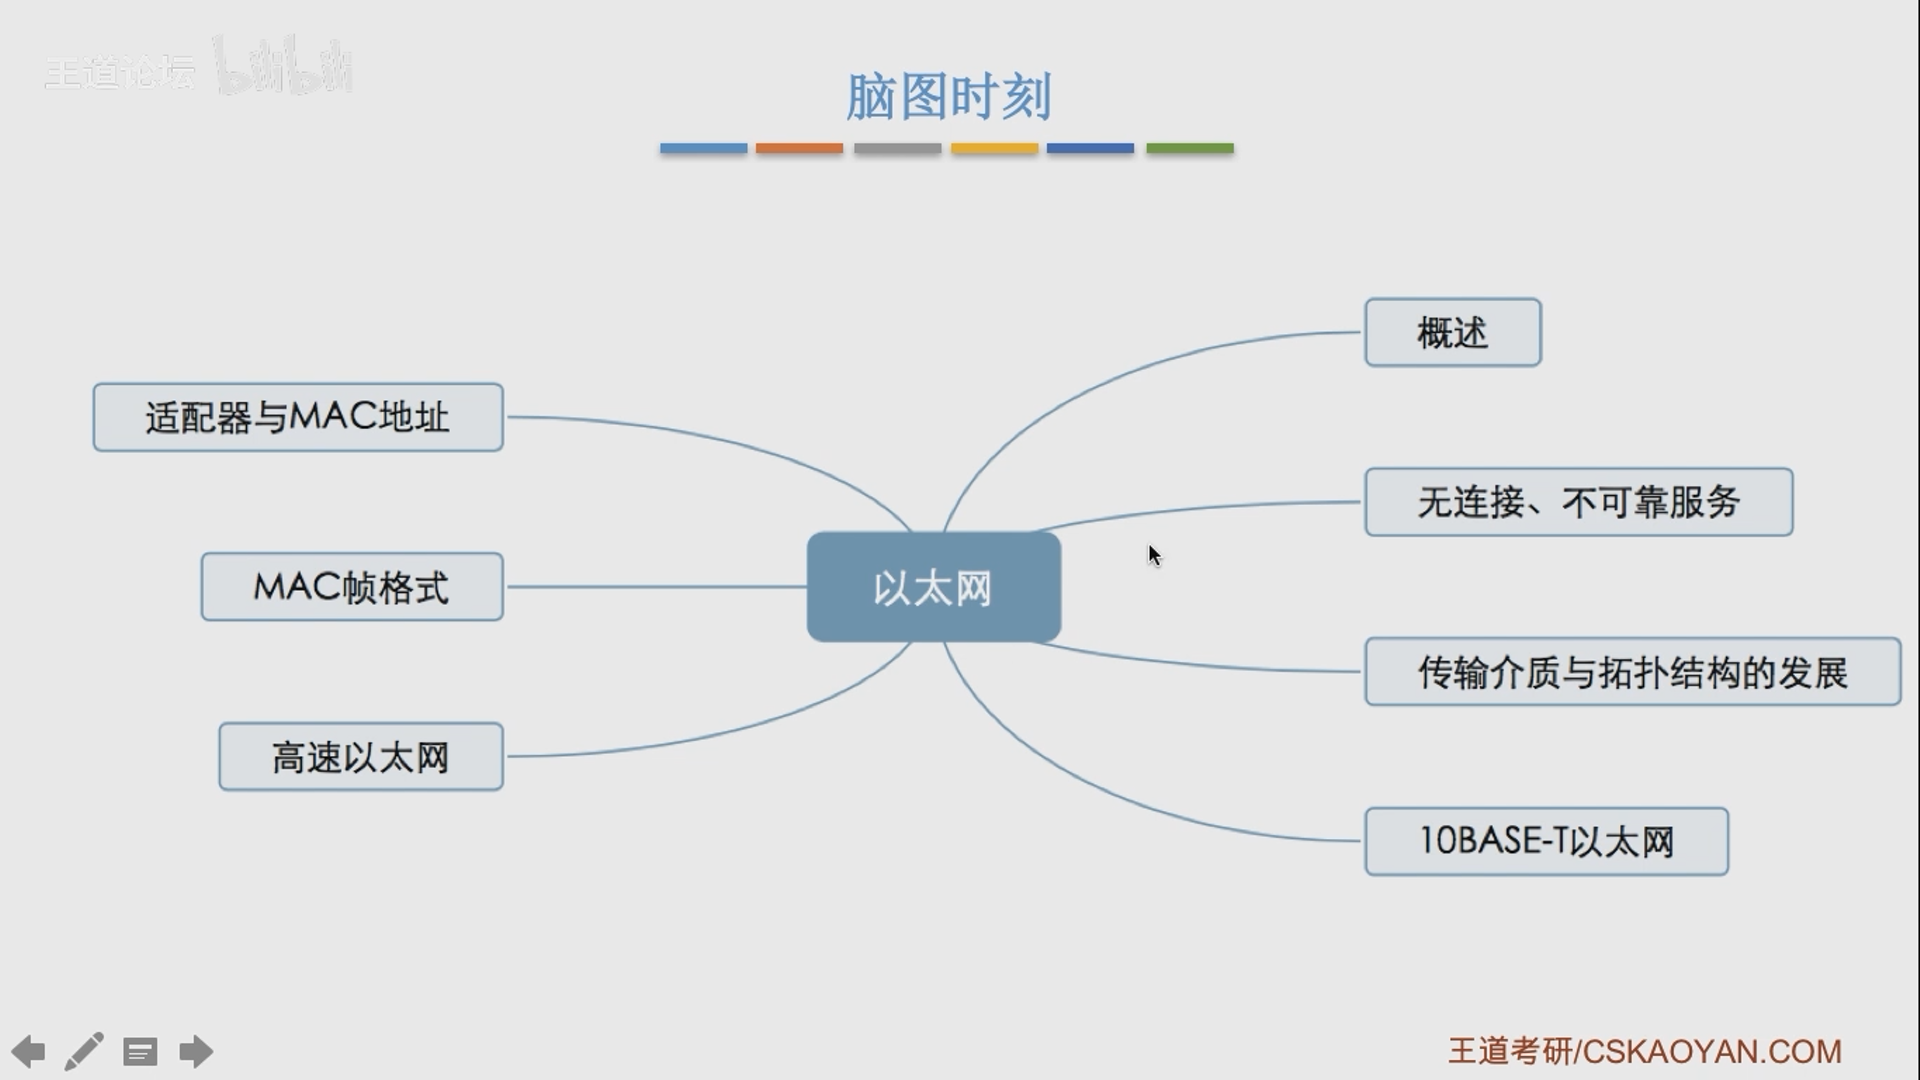 王道论坛 bilibili
脑图时刻
概述
适配器与MAC地址
无连接、不可靠服务
MAC帧格式
以太网
传输介质与拓扑结构的发展
高速以太网
10BASE-T以太网
王道考研/CSKAOYAN.COM